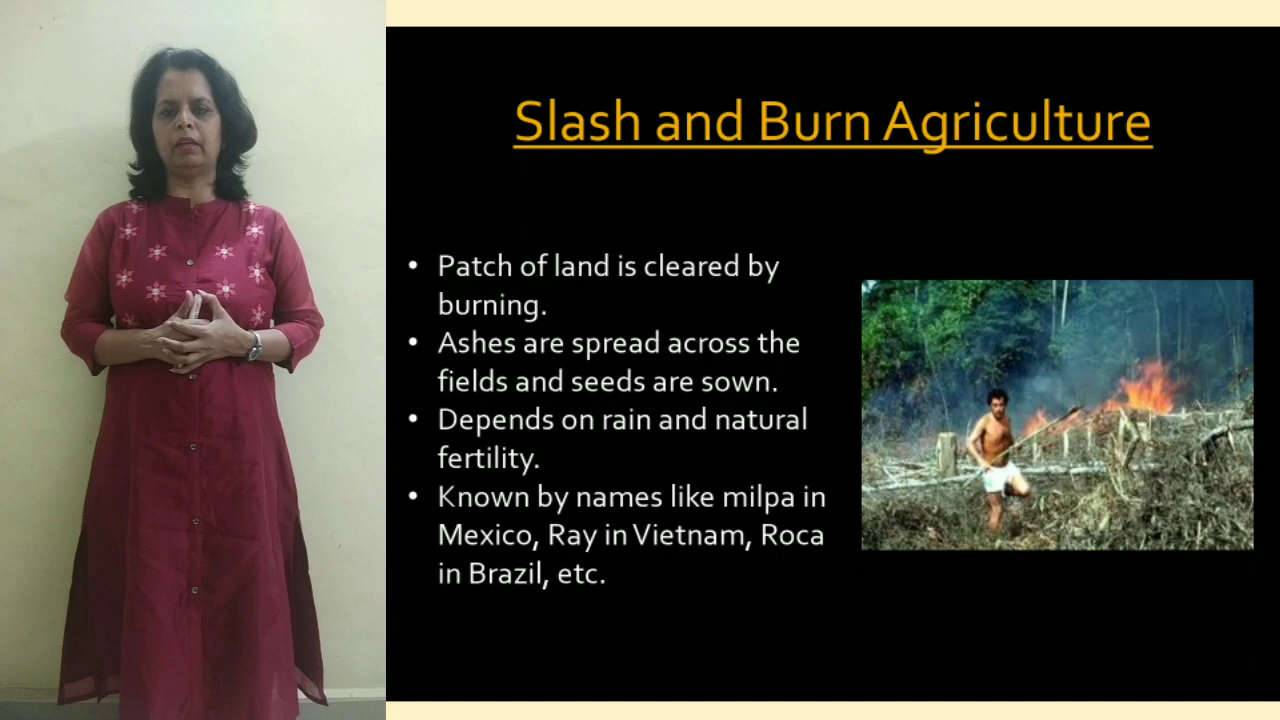 Slash and Burn Agriculture
• Patch of land is cleared by
burning.
• Ashes are spread across the
fields and seeds are sown.
• Depends on rain and natural
fertility.
• Known by names like milpa in
Mexico, Ray in Vietnam, Roca
in Brazil, etc.